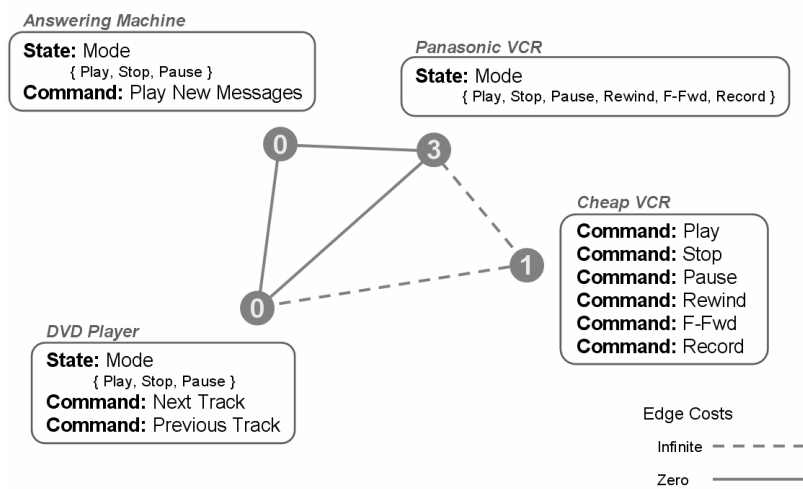 Answering Machine
State: Mode
{ Play, Stop, Pause }
Command: Play New Messages
Panasonic VCR
State: Mode
{ Play, Stop, Pause, Rewind, F-Fwd, Record }
0
3
Cheap VCR
Command: Play
Command: Stop
Command: Pause
Command: Rewind
Command: F-Fwd
Command: Record
1
0
DVD Player
State: Mode
{ Play, Stop, Pause }
Command: Next Track
Command: Previous Track
Edge Costs
Infinite
Zero